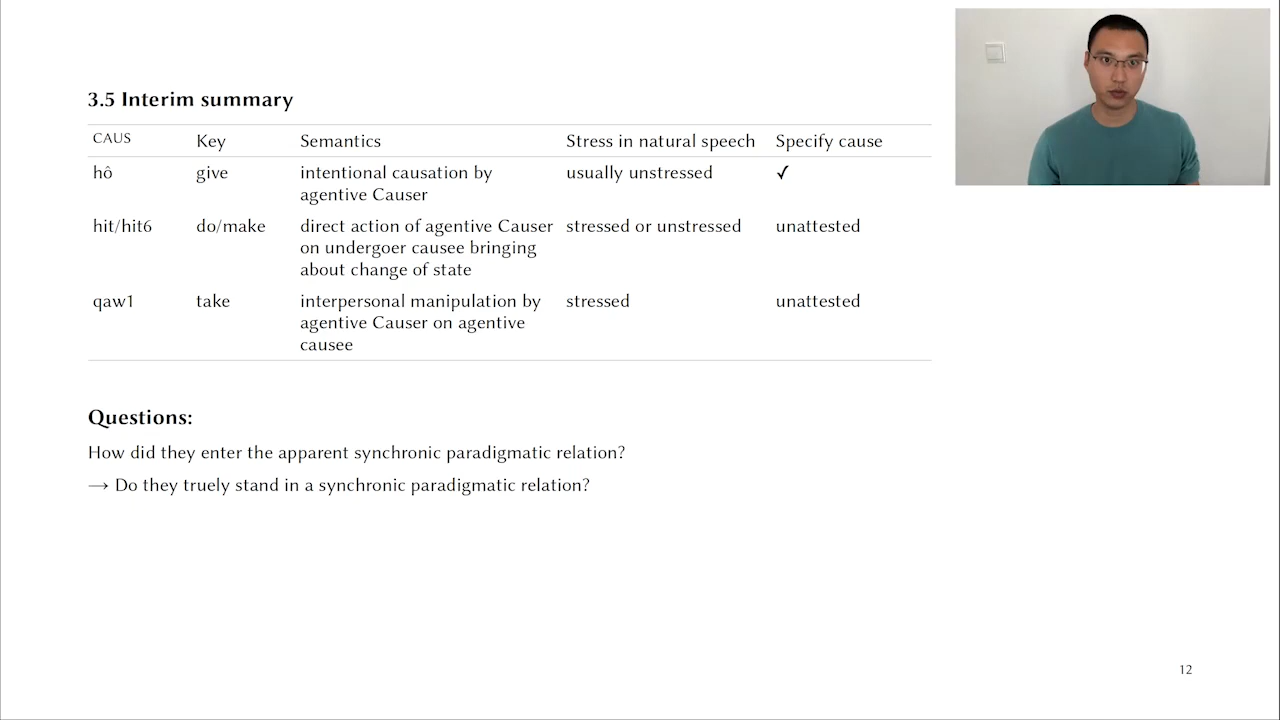 3.5 Interim summary
CAUS Key Semantics Stress in natural speech Specify cause
hô give intentional causation by agentive Causer usually unstressed ✓
hit/hit6 do/make direct action of agentive Causer on undergoer causee bringing about change of state stressed or unstressed unattested
qaw1 take interpersonal manipulation by agentive Causer on agentive causee stressed unattested
Questions:
How did they enter the apparent synchronic paradigmatic relation?
→ Do they truely stand in a synchronic paradigmatic relation?
12